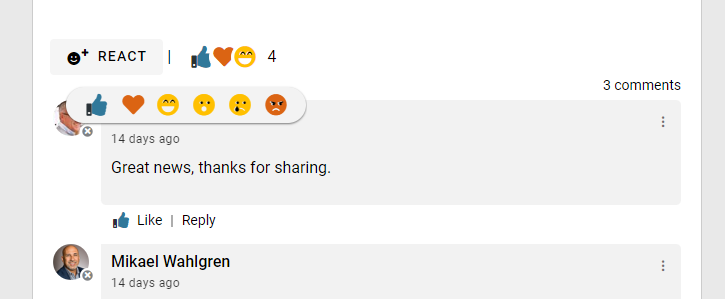 REACT | 4
3 comments
14 days ago
Great news, thanks for sharing.
Like | Reply
Mikael Wahlgren
14 days ago